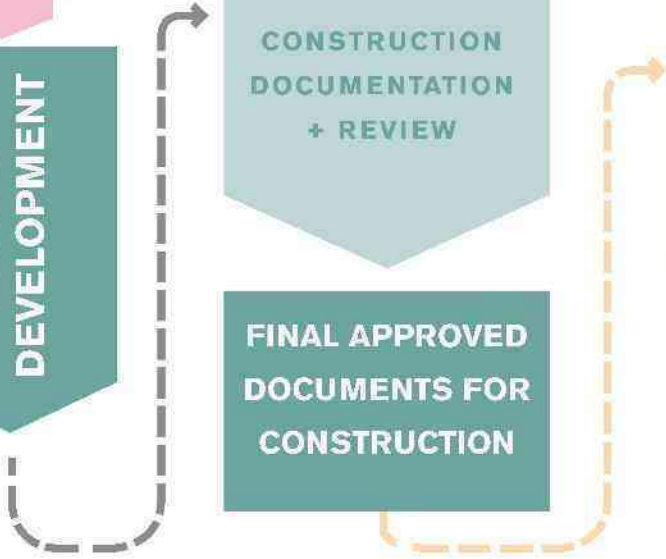 DEVELOPMENT
CONSTRUCTION
DOCUMENTATION
+ REVIEW
FINAL APPROVED
DOCUMENTS FOR
CONSTRUCTION